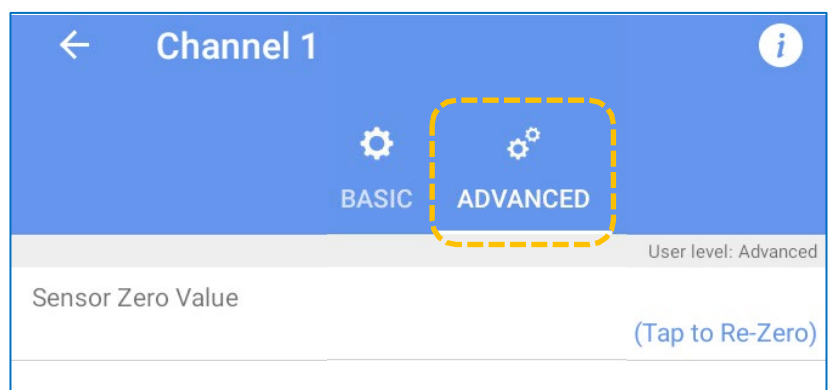 Channel 1
BASIC
ADVANCED
User level: Advanced
Sensor Zero Value
(Tap to Re-Zero)